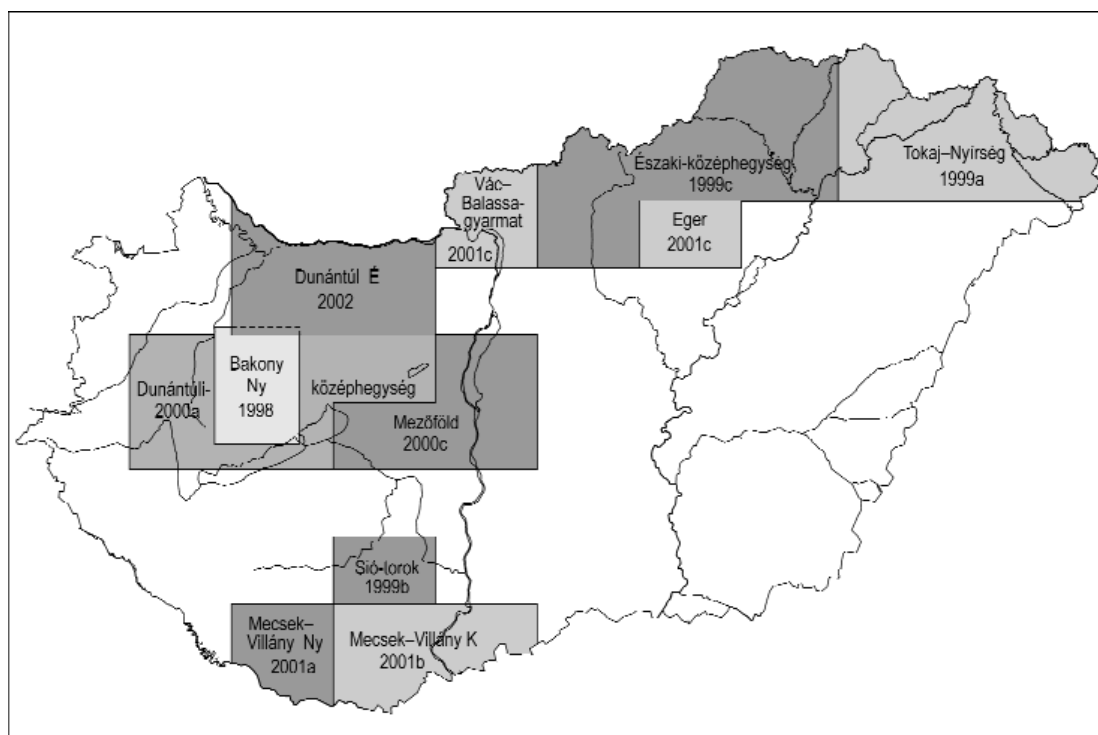 Északi-középhegység
1999c
Tokaj–Nyírség
1999a
Vác–
Balassa-
gyarmat
2001c
Eger
2001c
Dunántúl É
2002
Bakony
Ny
1998
Dunántúli-
2000a
középhegység
Mezőföld
2000c
Sió-torok
1999b
Mecsek–
Villány Ny
2001a
Mecsek–Villány K
2001b